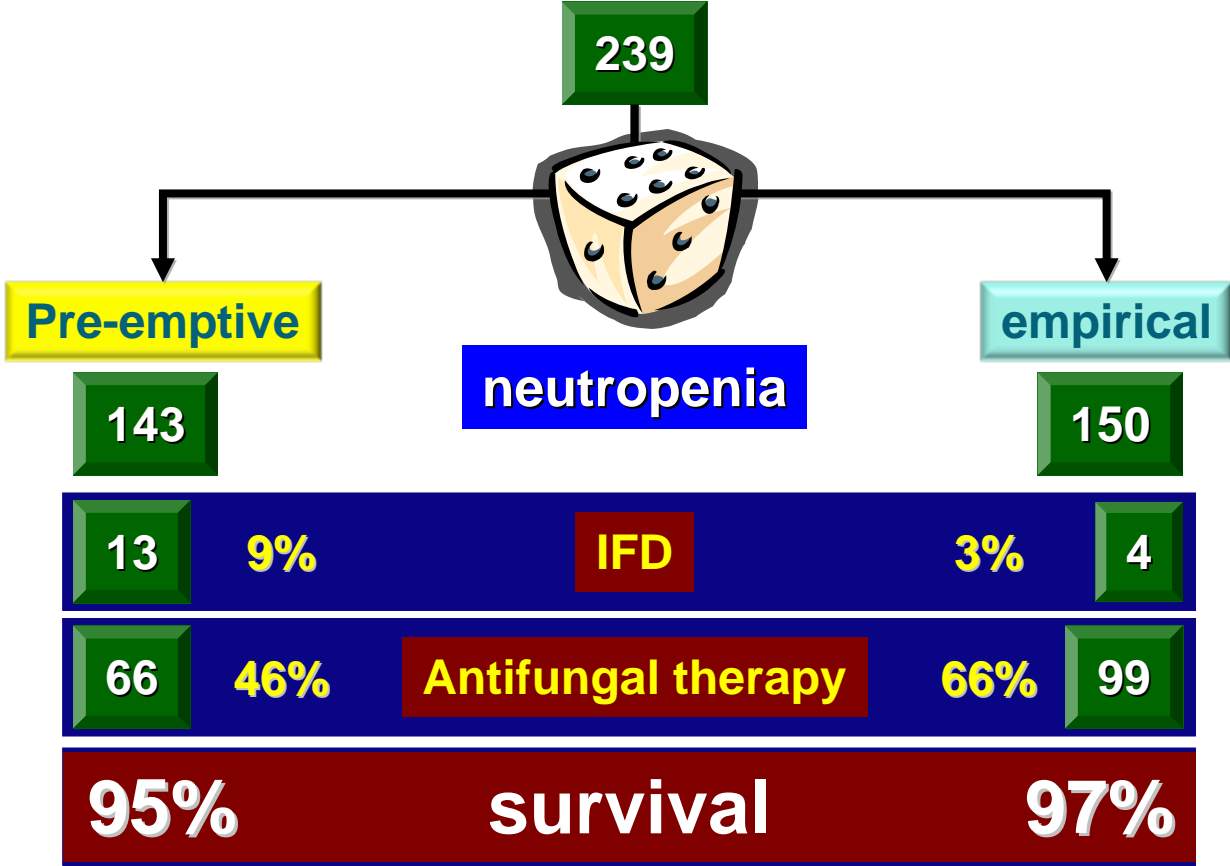 239
Pre-emptive
empirical
neutropenia
143
150
13 9% IFD 3% 4
66 46% Antifungal therapy 66% 99
95% survival 97%